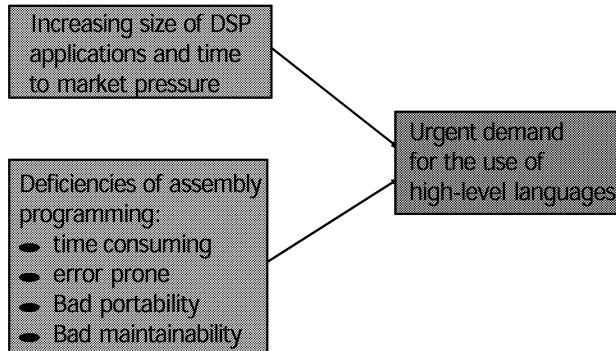 Increasing size of DSP
applications and time
to market pressure
Urgent demand
for the use of
high-level languages
Deficiencies of assembly
programming:
time consuming
error prone
Bad portability
Bad maintainability